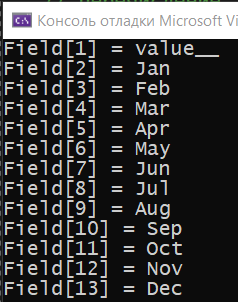 Консоль отладки Microsoft Vi
Field[1] = value__
Field[2] = Jan
Field[3] = Feb
Field[4] = Mar
Field[5] = Apr
Field[6] = May
Field[7] = Jun
Field[8] = Jul
Field[9] = Aug
Field[10] = Sep
Field[11] = Oct
Field[12] = Nov
Field[13] = Dec